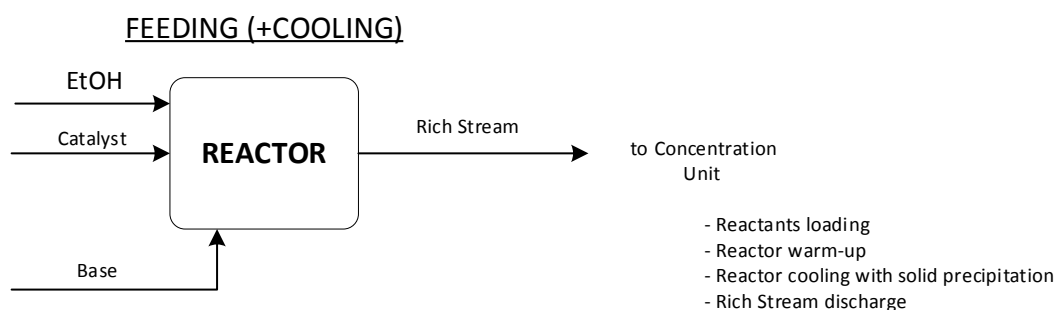 FEEDING (+COOLING)
EtOH
Catalyst
REACTOR
Rich Stream
to Concentration
Unit
Base
- Reactants loading
- Reactor warm-up
- Reactor cooling with solid precipitation
- Rich Stream discharge